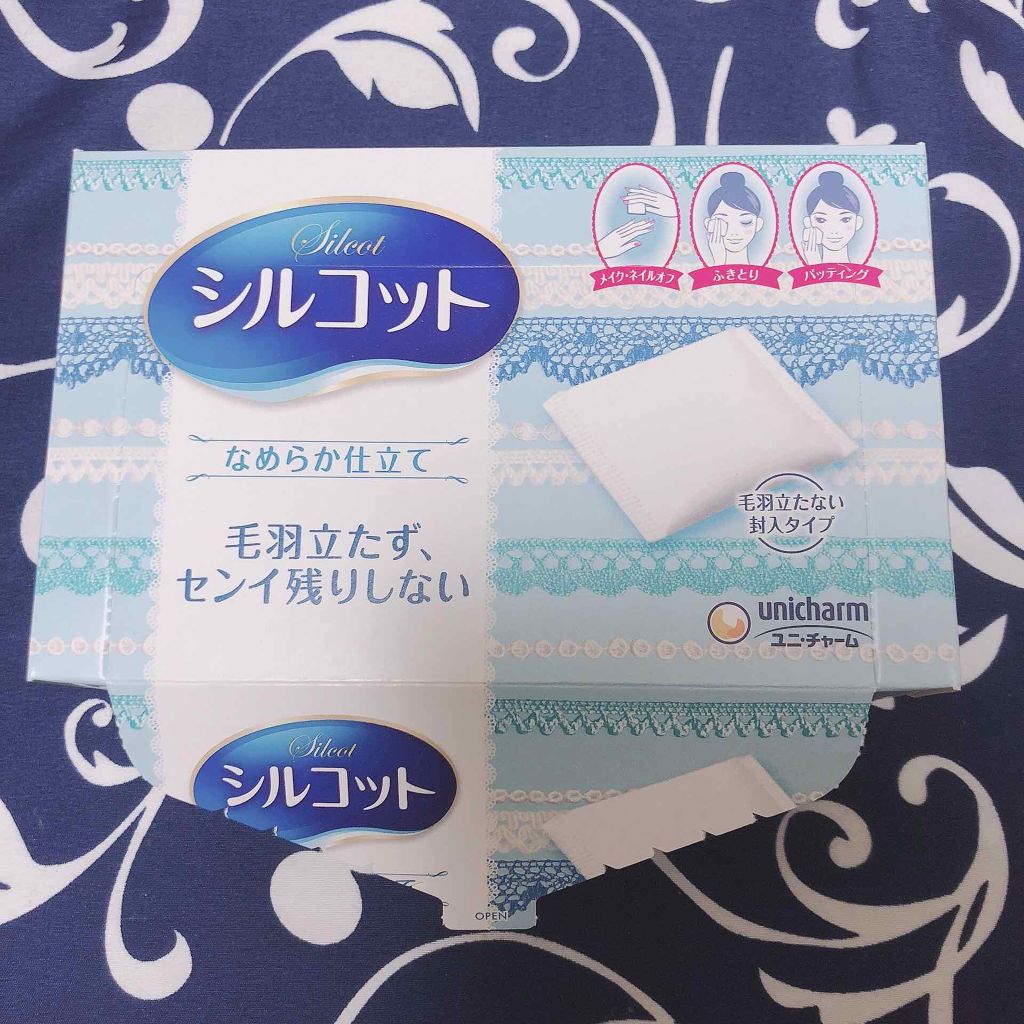 Silcot
シルコット
メイク・ネイルオフ
ふきとり
パッティング
なめらか仕立て
毛羽立たず、
センイ残りしない
毛羽立たない
封入タイプ
unicharm
ユニ・チャーム
Silcot
シルコット
OPEN